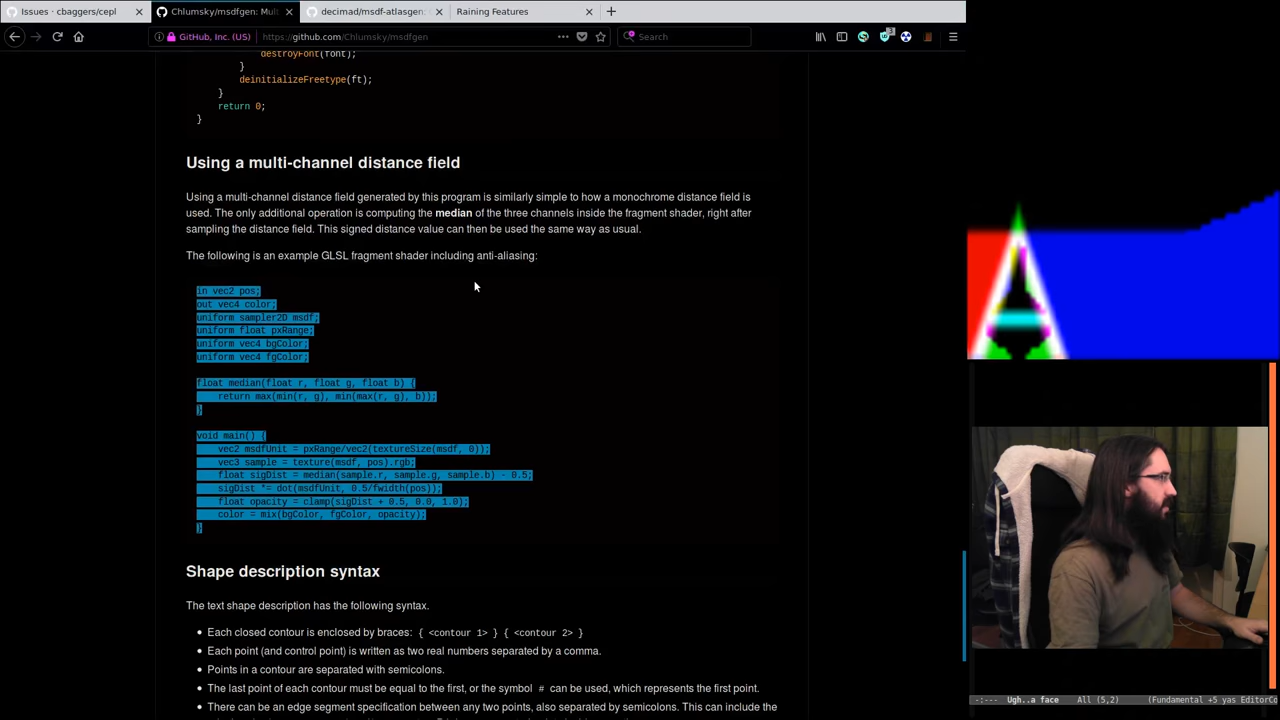 Issues · cbaggers/cepl
Chlumsky/msdfgen: Mult
decimad/msdf-atlasgen: C
Raining Features
GitHub, Inc. (US)
https://github.com/Chlumsky/msdfgen
Search
3
destroyFont(font);
}
deinitializeFreetype(ft);
}
return 0;
}
Using a multi-channel distance field
Using a multi-channel distance field generated by this program is similarly simple to how a monochrome distance field is
used. The only additional operation is computing the median of the three channels inside the fragment shader, right after
sampling the distance field. This signed distance value can then be used the same way as usual.
The following is an example GLSL fragment shader including anti-aliasing:
in vec2 pos;
out vec4 color;
uniform sampler2D msdf;
uniform float pxRange;
uniform vec4 bgColor;
uniform vec4 fgColor;
float median(float r, float g, float b) {
return max(min(r, g), min(max(r, g), b));
}
void main() {
vec2 msdfUnit = pxRange/vec2(textureSize(msdf, 0));
vec3 sample = texture(msdf, pos).rgb;
float sigDist = median(sample.r, sample.g, sample.b) - 0.5;
sigDist *= dot(msdfUnit, 0.5/fwidth(pos));
float opacity = clamp(sigDist + 0.5, 0.0, 1.0);
color = mix(bgColor, fgColor, opacity);
}
Shape description syntax
The text shape description has the following syntax.
• Each closed contour is enclosed by braces: { <contour 1> } { <contour 2> }
• Each point (and control point) is written as two real numbers separated by a comma.
• Points in a contour are separated with semicolons.
• The last point of each contour must be equal to the first, or the symbol # can be used, which represents the first point.
• There can be an edge segment specification between any two points, also separated by semicolons. This can include the
-:--- Ugh..a face All (5,2) (Fundamental +5 yas EditorCo